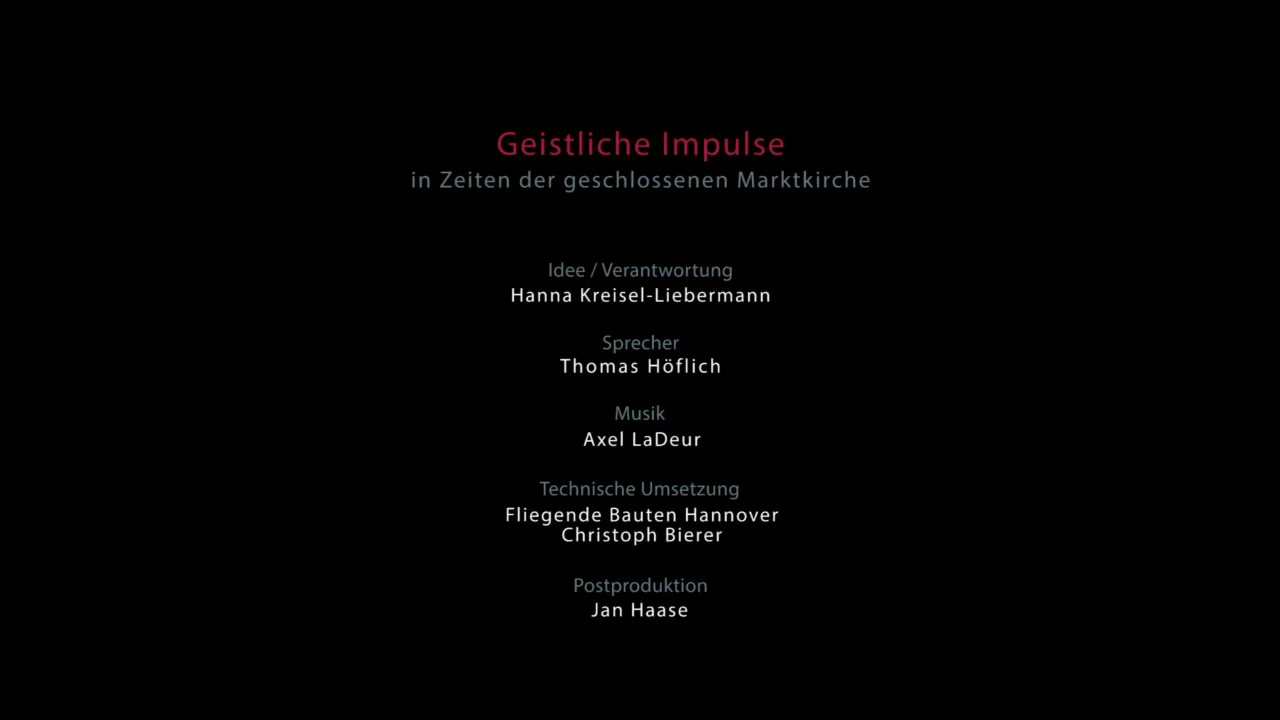 Geistliche Impulse
in Zeiten der geschlossenen Marktkirche
Idee / Verantwortung
Hanna Kreisel-Liebermann
Sprecher
Thomas Höflich
Musik
Axel LaDeur
Technische Umsetzung
Fliegende Bauten Hannover
Christoph Bierer
Postproduktion
Jan Haase